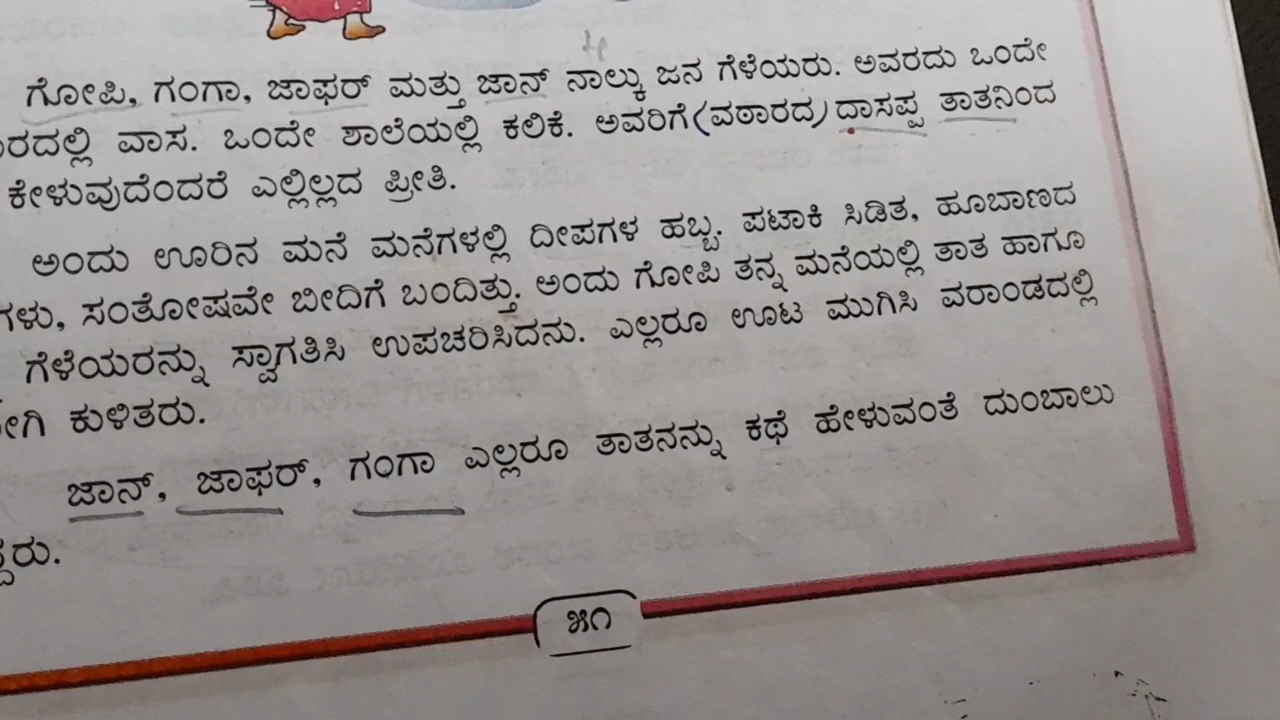 4
ಗೋಪಿ, ಗಂಗಾ, ಜಾಫರ್ ಮತ್ತು ಜಾನ್ ನಾಲ್ಕು ಜನ ಗೆಳೆಯರು. ಅವರದು ಒಂದೇ
ವಾಸ. ಒಂದೇ ಶಾಲೆಯಲ್ಲಿ ಕಲಿಕೆ. ಅವರಿಗೆ (ವಠಾರದ) ದಾಸಪ್ಪ ತಾತನಿಂದ
ಕೇಳುವುದೆಂದರೆ ಎಲ್ಲಿಲ್ಲದ ಪ್ರೀತಿ.
ಅಂದು ಊರಿನ ಮನೆ ಮನೆಗಳಲ್ಲಿ ದೀಪಗಳ ಹಬ್ಬ. ಪಟಾಕಿ ಸಿಡಿತ, ಹೂಬಾಣದ
ಗಳು, ಸಂತೋಷವೇ ಬೀದಿಗೆ ಬಂದಿತ್ತು. ಅಂದು ಗೋಪಿ ತನ್ನ ಮನೆಯಲ್ಲಿ ತಾತ ಹಾಗೂ
ಗೆಳೆಯರನ್ನು ಸ್ವಾಗತಿಸಿ ಉಪಚರಿಸಿದನು. ಎಲ್ಲರೂ ಊಟ ಮುಗಿಸಿ ವರಾಂಡದಲ್ಲಿ
ಕುಳಿತರು.
ಜಾನ್, ಜಾಫರ್, ಗಂಗಾ ಎಲ್ಲರೂ ತಾತನನ್ನು ಕಥೆ ಹೇಳುವಂತೆ ದುಂಬಾಲು
೫೧